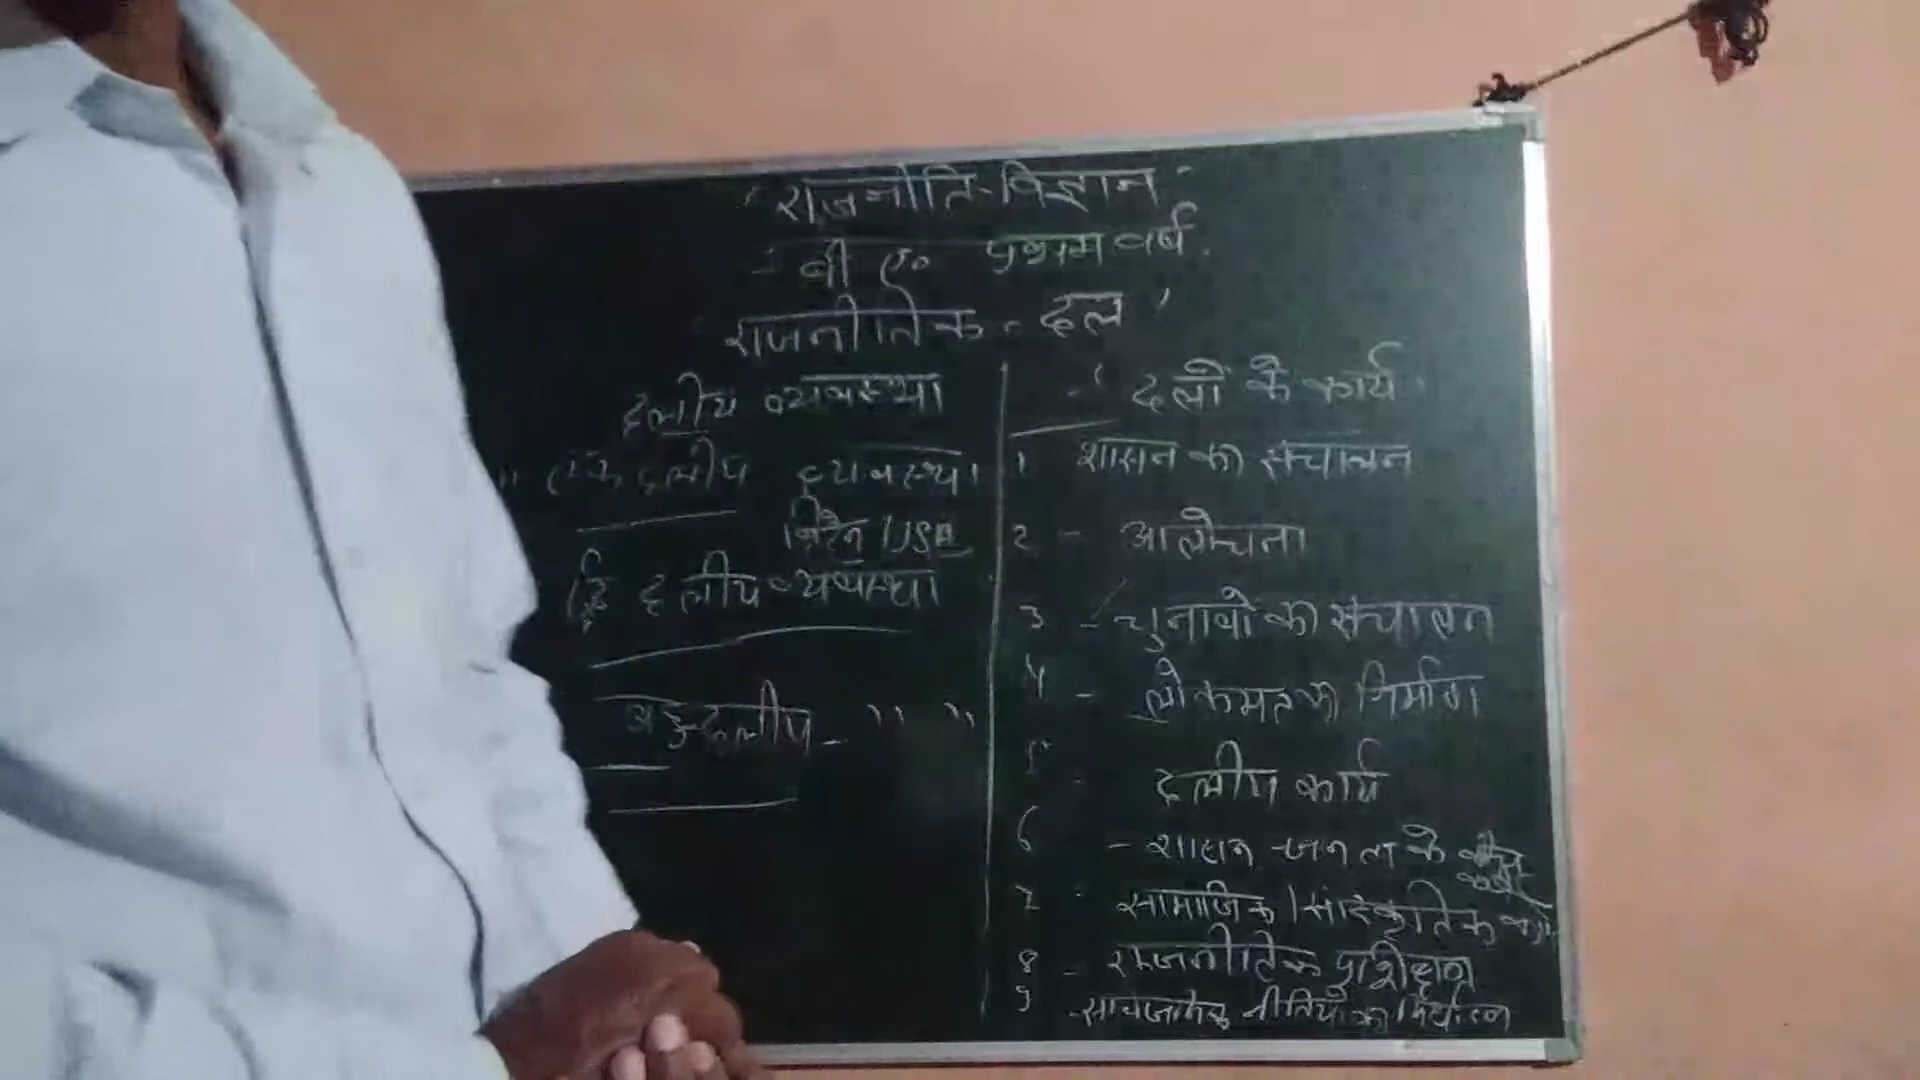 राजनीति-विज्ञान
बी ए० प्रथम वर्ष
राजनीतिक - दल
दलीय व्यवस्था
एक दलीय व्यवस्था
ब्रिटेन / USA
द्वि दलीय व्यवस्था
बहुदलीय - " "
दलों के कार्य
1 शासन का संचालन
2 - आलोचना
3 - चुनावों का संचालन
4 - लोकमत का निर्माण
5 - दलीय कार्य
6 - शासन जनता के बीच
7 सामाजिक / सांस्कृतिक कार्य
8 - राजनीतिक प्रशिक्षण
9 - सार्वजनिक नीतियों का निर्धारण